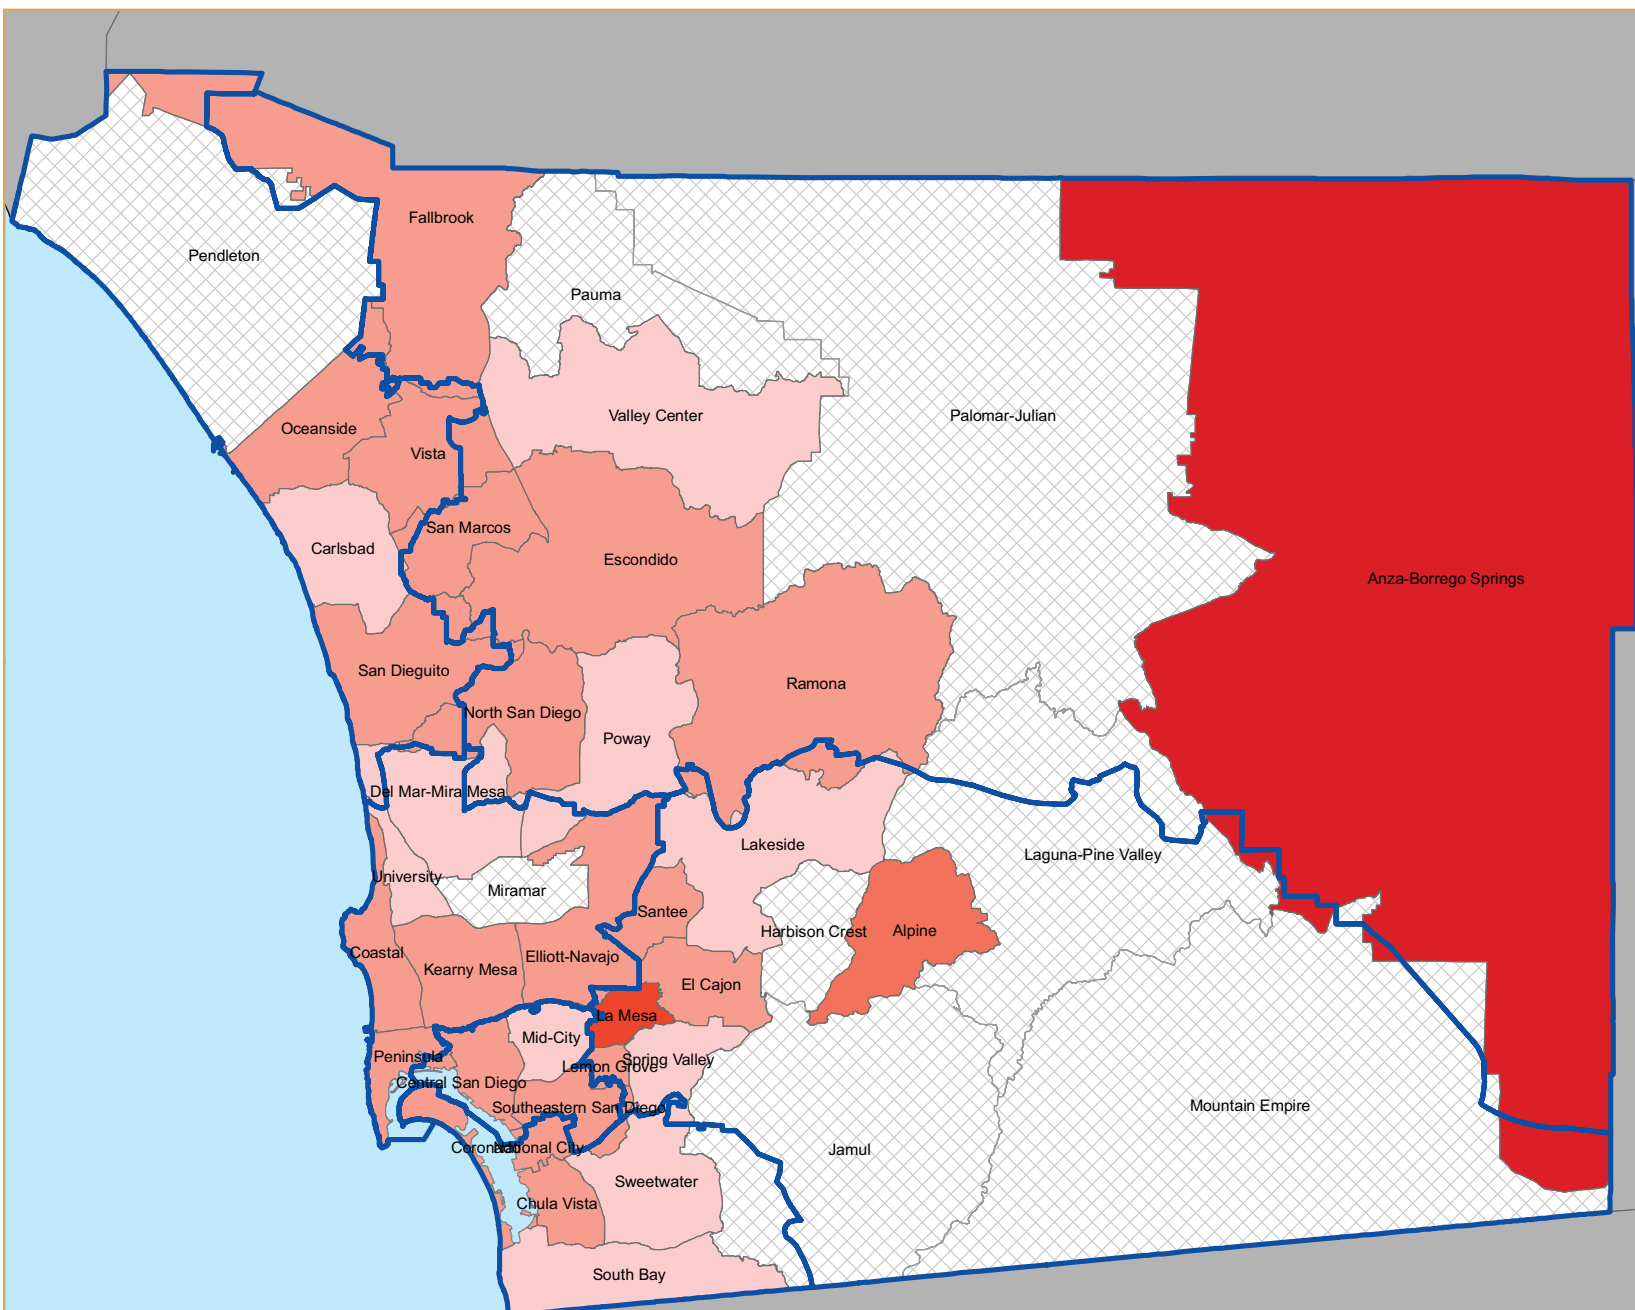 Fallbrook
Pendleton
Pauma
Valley Center
Palomar-Julian
Oceanside
Vista
San Marcos
Carlsbad
Escondido
Anza-Borrego Springs
San Dieguito
Ramona
North San Diego
Poway
Del Mar-Mira Mesa
Lakeside
Laguna-Pine Valley
University
Miramar
Santee
Harbison Crest
Alpine
Coastal
Elliott-Navajo
Kearny Mesa
El Cajon
La Mesa
Mid-City
Peninsula
Lemon Grove
Spring Valley
Central San Diego
Southeastern San Diego
Mountain Empire
Coronado
National City
Jamul
Sweetwater
Chula Vista
South Bay